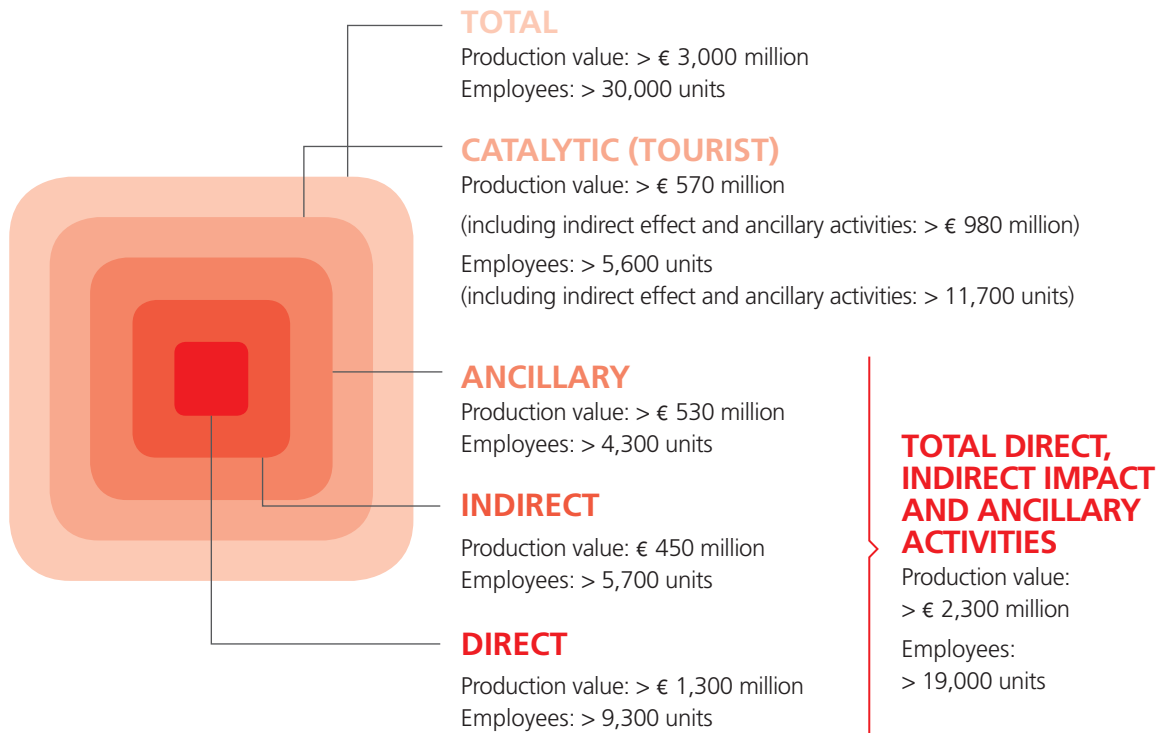 TOTAL
Production value: > € 3,000 million
Employees: > 30,000 units
CATALYTIC (TOURIST)
Production value: > € 570 million
(including indirect effect and ancillary activities: > € 980 million)
Employees: > 5,600 units
(including indirect effect and ancillary activities: > 11,700 units)
ANCILLARY
Production value: > € 530 million
Employees: > 4,300 units
INDIRECT
Production value: € 450 million
Employees: > 5,700 units
DIRECT
Production value: > € 1,300 million
Employees: > 9,300 units
TOTAL DIRECT,
INDIRECT IMPACT
AND ANCILLARY
ACTIVITIES
Production value:
> € 2,300 million
Employees:
> 19,000 units